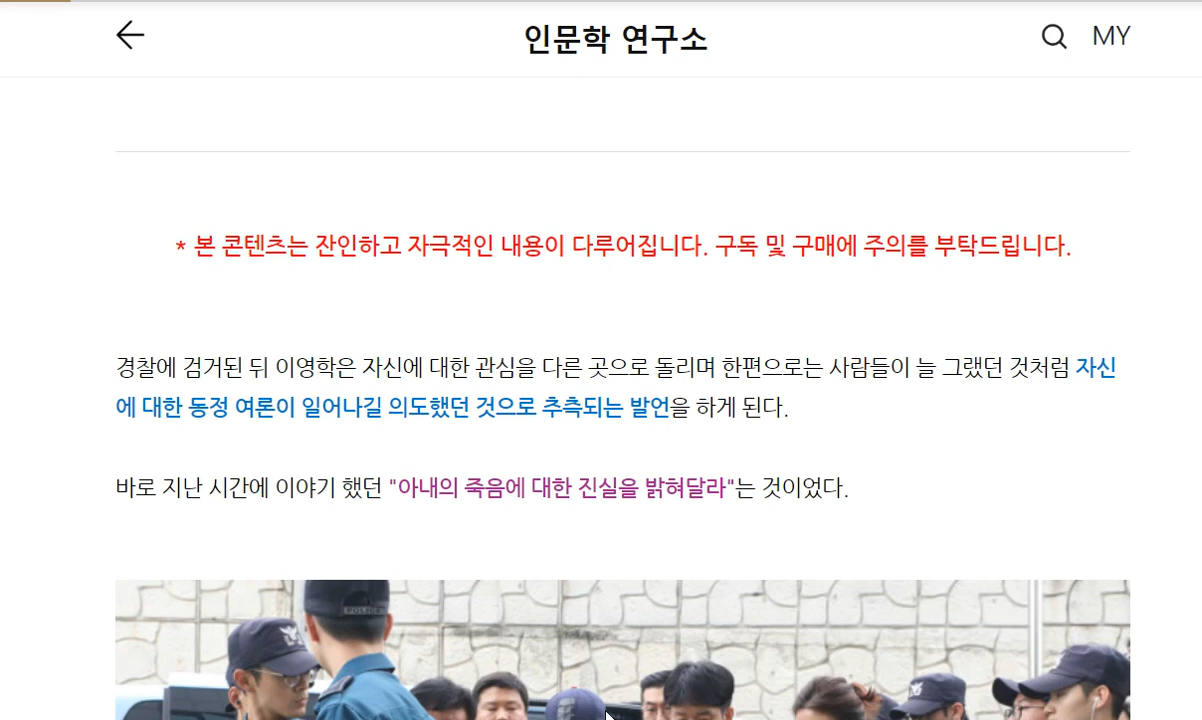 인문학 연구소
MY
* 본 콘텐츠는 잔인하고 자극적인 내용이 다루어집니다. 구독 및 구매에 주의를 부탁드립니다.
경찰에 검거된 뒤 이영학은 자신에 대한 관심을 다른 곳으로 돌리며 한편으로는 사람들이 늘 그랬던 것처럼 자신
에 대한 동정 여론이 일어나길 의도했던 것으로 추측되는 발언을 하게 된다.
바로 지난 시간에 이야기 했던 "아내의 죽음에 대한 진실을 밝혀달라"는 것이었다.
POLICE